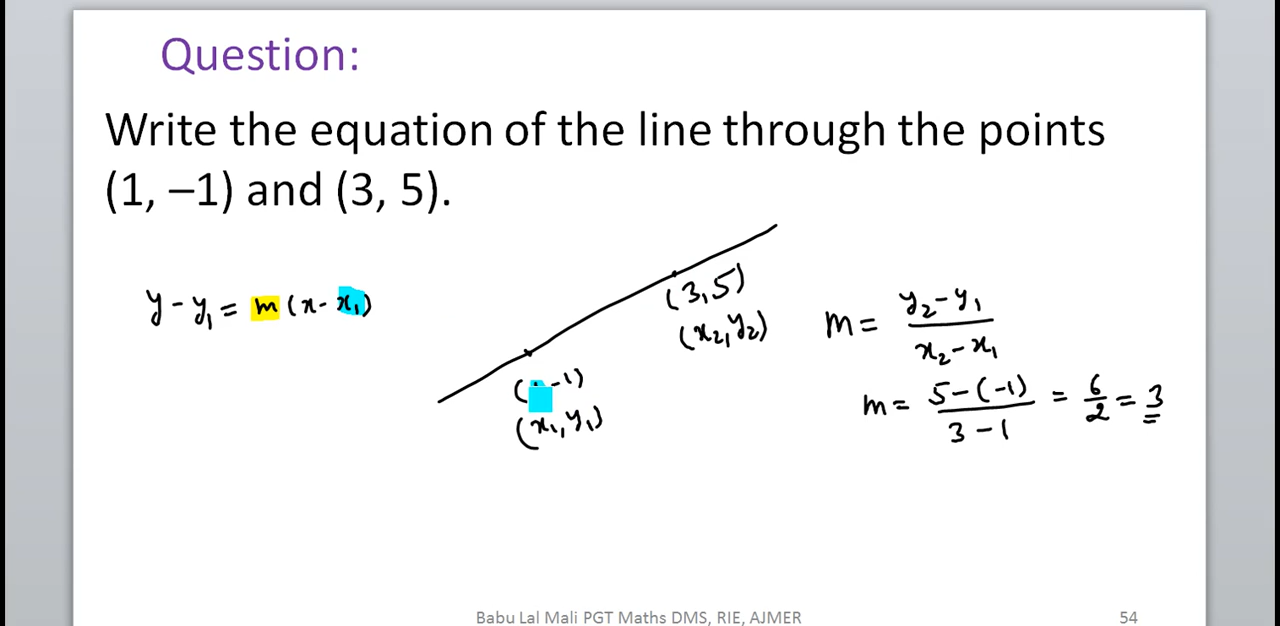 Question:
Write the equation of the line through the points
(1, –1) and (3, 5).
y - y₁ = m (x - x₁)
(3,5)
(x₂, y₂)
( -1)
(x₁, y₁)
m = y₂ - y₁ / x₂ - x₁
m = 5 - (-1) / 3 - 1 = 6/2 = 3
Babu Lal Mali PGT Maths DMS, RIE, AJMER
54